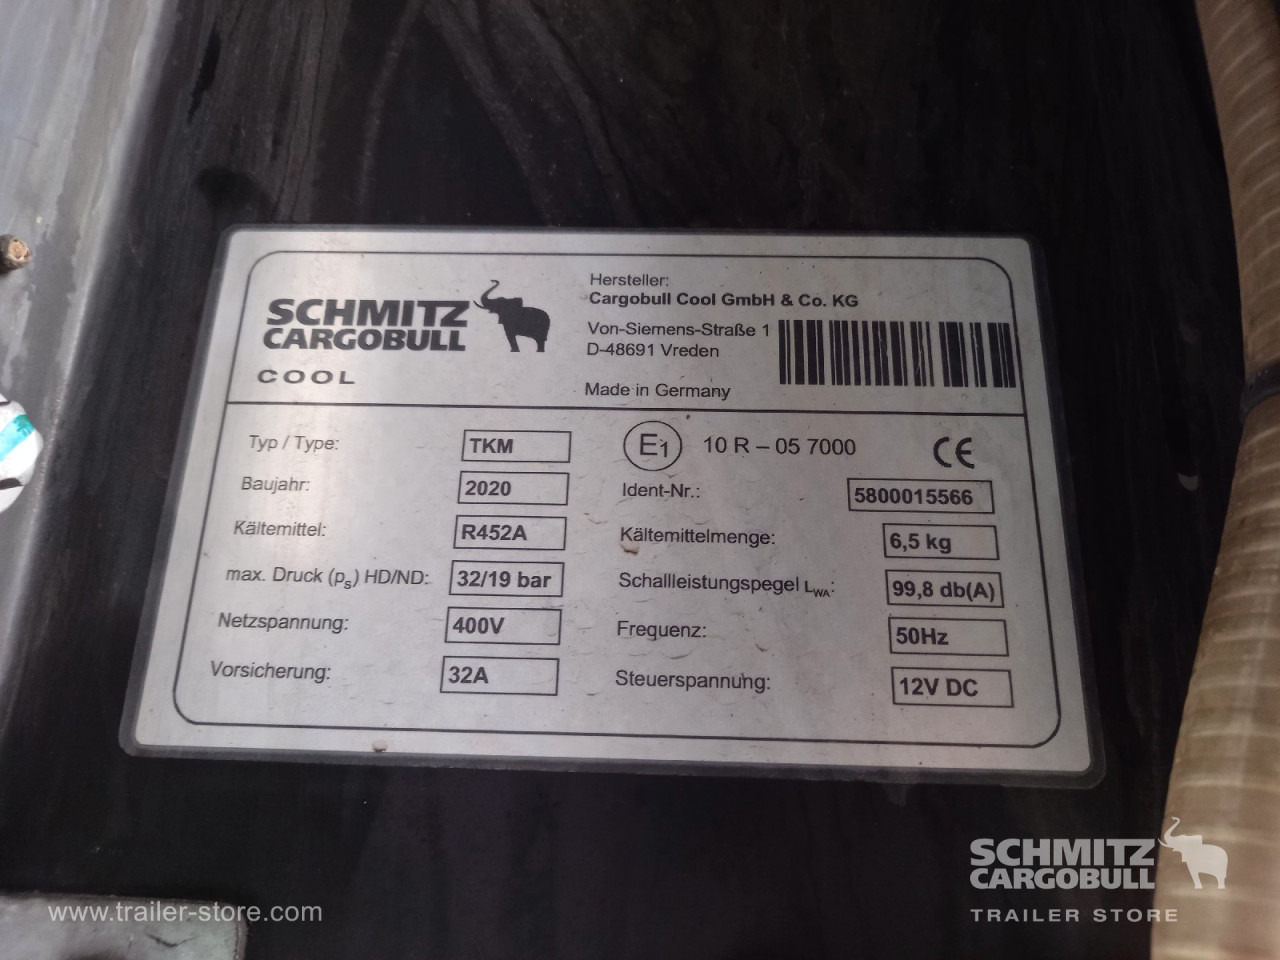 SCHMITZ
CARGOBULL
COOL
Hersteller:
Cargobull Cool GmbH & Co. KG
Von-Siemens-Straße 1
D-48691 Vreden
Made in Germany
Typ / Type: TKM
E1 10 R – 05 7000 CE
Baujahr: 2020
Ident-Nr.: 5800015566
Kältemittel: R452A
Kältemittelmenge: 6,5 kg
max. Druck (ps) HD/ND: 32/19 bar
Schallleistungspegel LWA: 99,8 db(A)
Netzspannung: 400V
Frequenz: 50Hz
Vorsicherung: 32A
Steuerspannung: 12V DC
www.trailer-store.com
SCHMITZ
CARGOBULL
TRAILER STORE